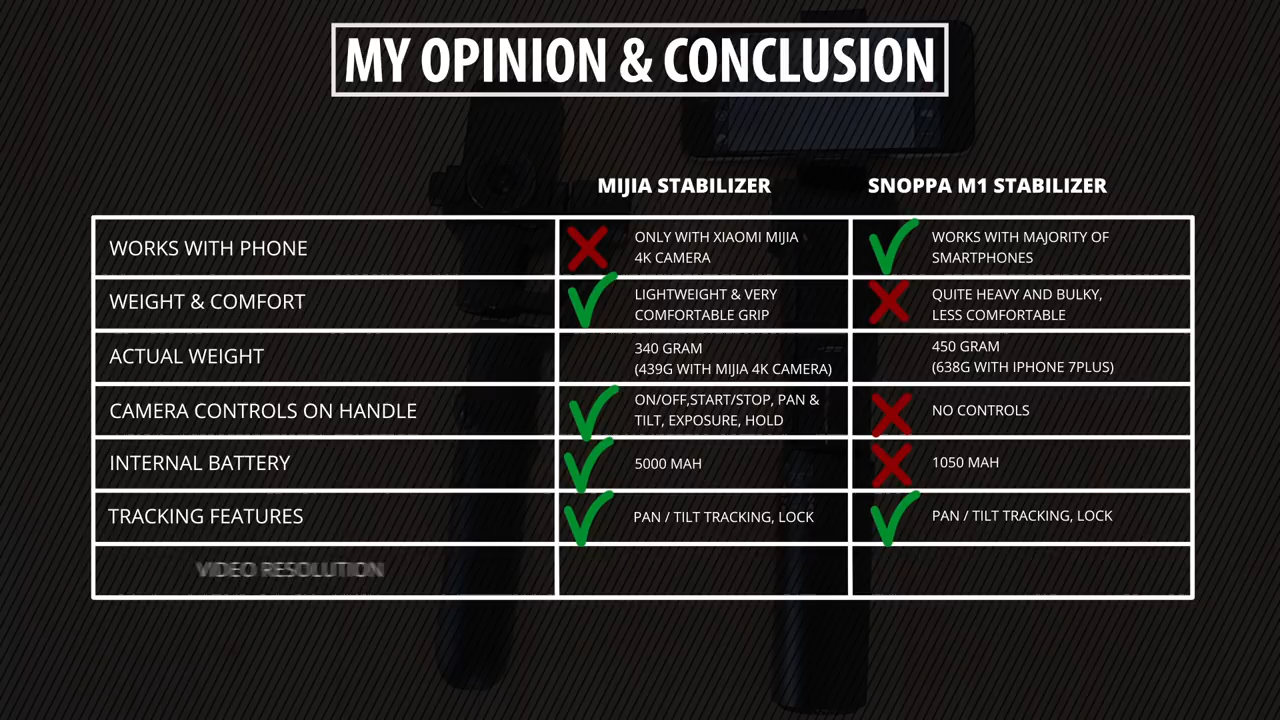 MY OPINION & CONCLUSION
MIJIA STABILIZER
SNOPPA M1 STABILIZER
WORKS WITH PHONE
ONLY WITH XIAOMI MIJIA
4K CAMERA
WORKS WITH MAJORITY OF
SMARTPHONES
WEIGHT & COMFORT
LIGHTWEIGHT & VERY
COMFORTABLE GRIP
QUITE HEAVY AND BULKY,
LESS COMFORTABLE
ACTUAL WEIGHT
340 GRAM
(439G WITH MIJIA 4K CAMERA)
450 GRAM
(638G WITH IPHONE 7PLUS)
CAMERA CONTROLS ON HANDLE
ON/OFF,START/STOP, PAN &
TILT, EXPOSURE, HOLD
NO CONTROLS
INTERNAL BATTERY
5000 MAH
1050 MAH
TRACKING FEATURES
PAN / TILT TRACKING, LOCK
PAN / TILT TRACKING, LOCK
VIDEO RESOLUTION